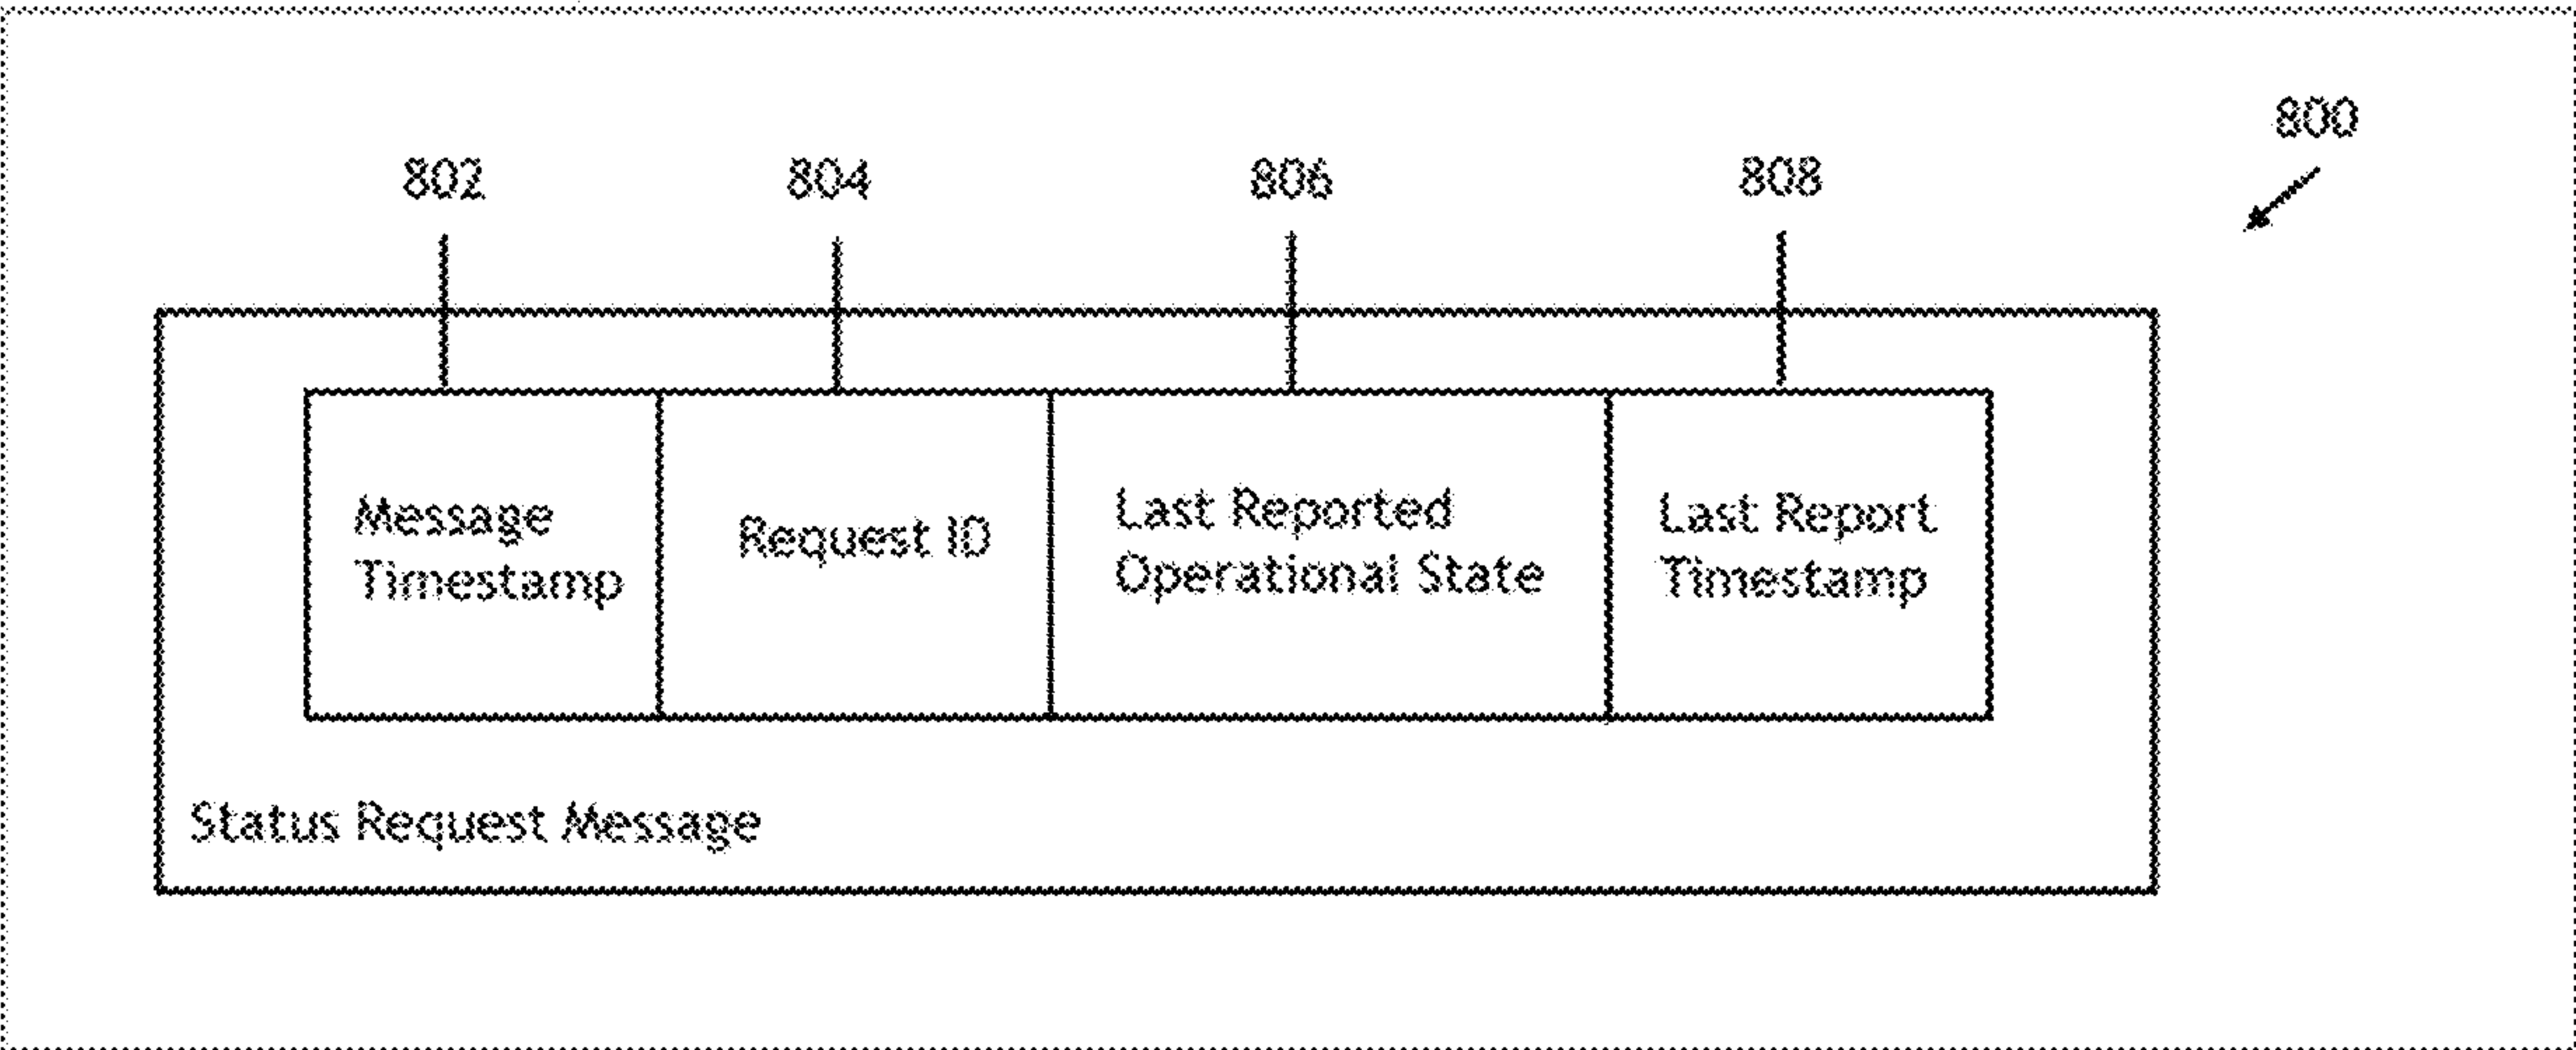 800
802
804
806
808
Message
Timestamp
Request ID
Last Reported
Operational State
Last Report
Timestamp
Status Request Message